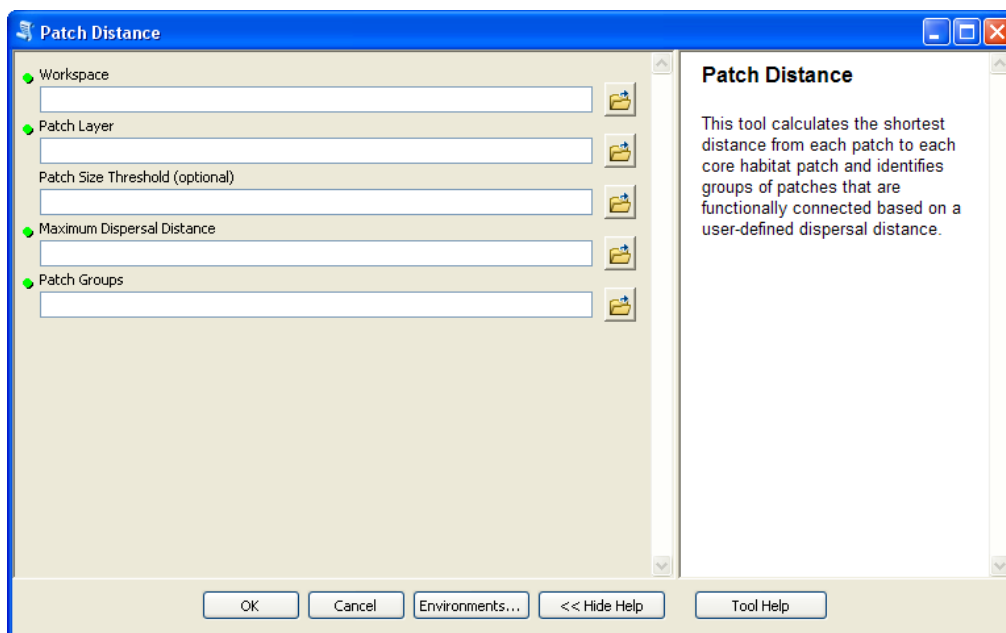 Patch Distance
Workspace
Patch Layer
Patch Size Threshold (optional)
Maximum Dispersal Distance
Patch Groups
Patch Distance
This tool calculates the shortest
distance from each patch to each
core habitat patch and identifies
groups of patches that are
functionally connected based on a
user-defined dispersal distance.
OK
Cancel
Environments...
<< Hide Help
Tool Help